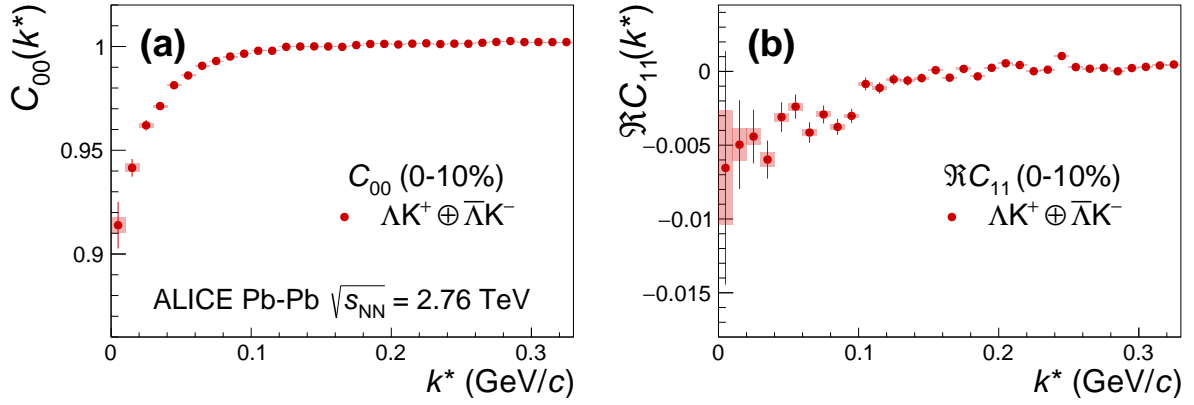 C₀₀(k*)
(a)
1
0.95
0.9
C₀₀ (0-10%)
ΛK⁺ ⊕ Λ̅K⁻
ALICE Pb-Pb √sNN = 2.76 TeV
0 0.1 0.2 0.3
k* (GeV/c)
ℜC₁₁(k*)
(b)
0
−0.005
−0.01
−0.015
ℜC₁₁ (0-10%)
ΛK⁺ ⊕ Λ̅K⁻
0 0.1 0.2 0.3
k* (GeV/c)